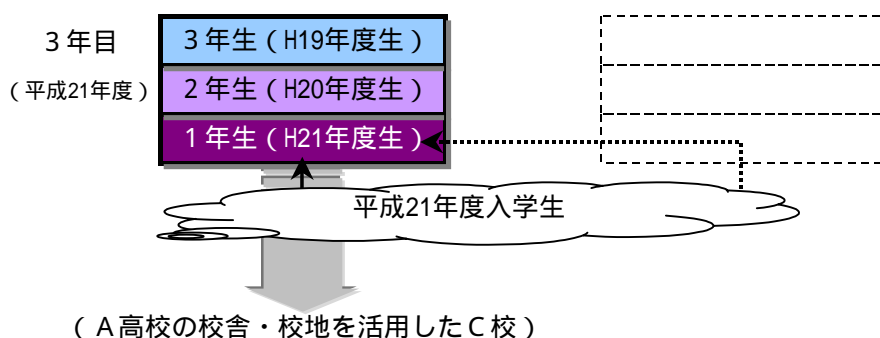 3年目
(平成21年度)
3年生(H19年度生)
2年生(H20年度生)
1年生(H21年度生)
平成21年度入学生
(A高校の校舎・校地を活用したC校)